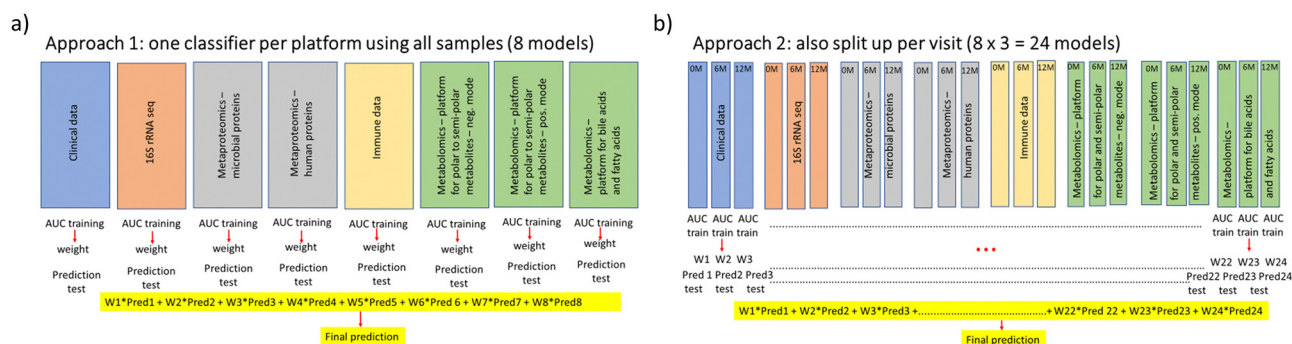 a)
Approach 1: one classifier per platform using all samples (8 models)
Clinical data
16S rRNA seq
Metaproteomics –
microbial proteins
Metaproteomics –
human proteins
Immune data
Metabolomics – platform
for polar to semi-polar
metabolites – neg. mode
Metabolomics – platform
for polar to semi-polar
metabolites – pos. mode
Metabolomics –
platform for bile acids
and fatty acids
AUC training AUC training AUC training AUC training AUC training AUC training AUC training AUC training
weight weight weight weight weight weight weight weight
Prediction Prediction Prediction Prediction Prediction Prediction Prediction Prediction
test test test test test test test test
W1*Pred1 + W2*Pred2 + W3*Pred3 + W4*Pred4 + W5*Pred5 + W6*Pred 6 + W7*Pred7 + W8*Pred8
Final prediction
b)
Approach 2: also split up per visit (8 x 3 = 24 models)
0M 6M 12M 0M 6M 12M 0M 6M 12M 0M 6M 12M 0M 6M 12M 0M 6M 12M 0M 6M 12M 0M 6M 12M
Clinical data
16S rRNA seq
Metaproteomics –
microbial proteins
Metaproteomics –
human proteins
Immune data
Metabolomics – platform
for polar and semi-polar
metabolites – neg. mode
Metabolomics – platform
for polar and semi-polar
metabolites – pos. mode
Metabolomics –
platform for bile acids
and fatty acids
AUC AUC AUC AUC AUC AUC
train train train train train train
W1 W2 W3 W22 W23 W24
Pred 1 Pred2 Pred3 Pred22 Pred23 Pred24
test test test test test test
W1*Pred1 + W2*Pred2 + W3*Pred3 +......................................+ W22*Pred 22 + W23*Pred23 + W24*Pred24
Final prediction